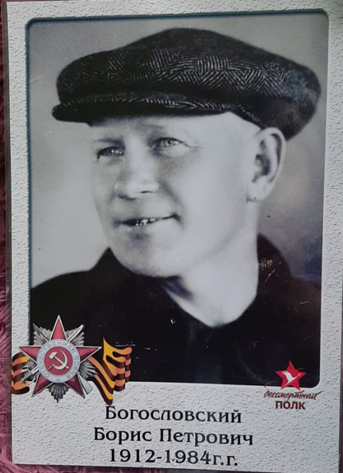 бессмертный
ПОЛК
Богословский
Борис Петрович
1912-1984г.г.